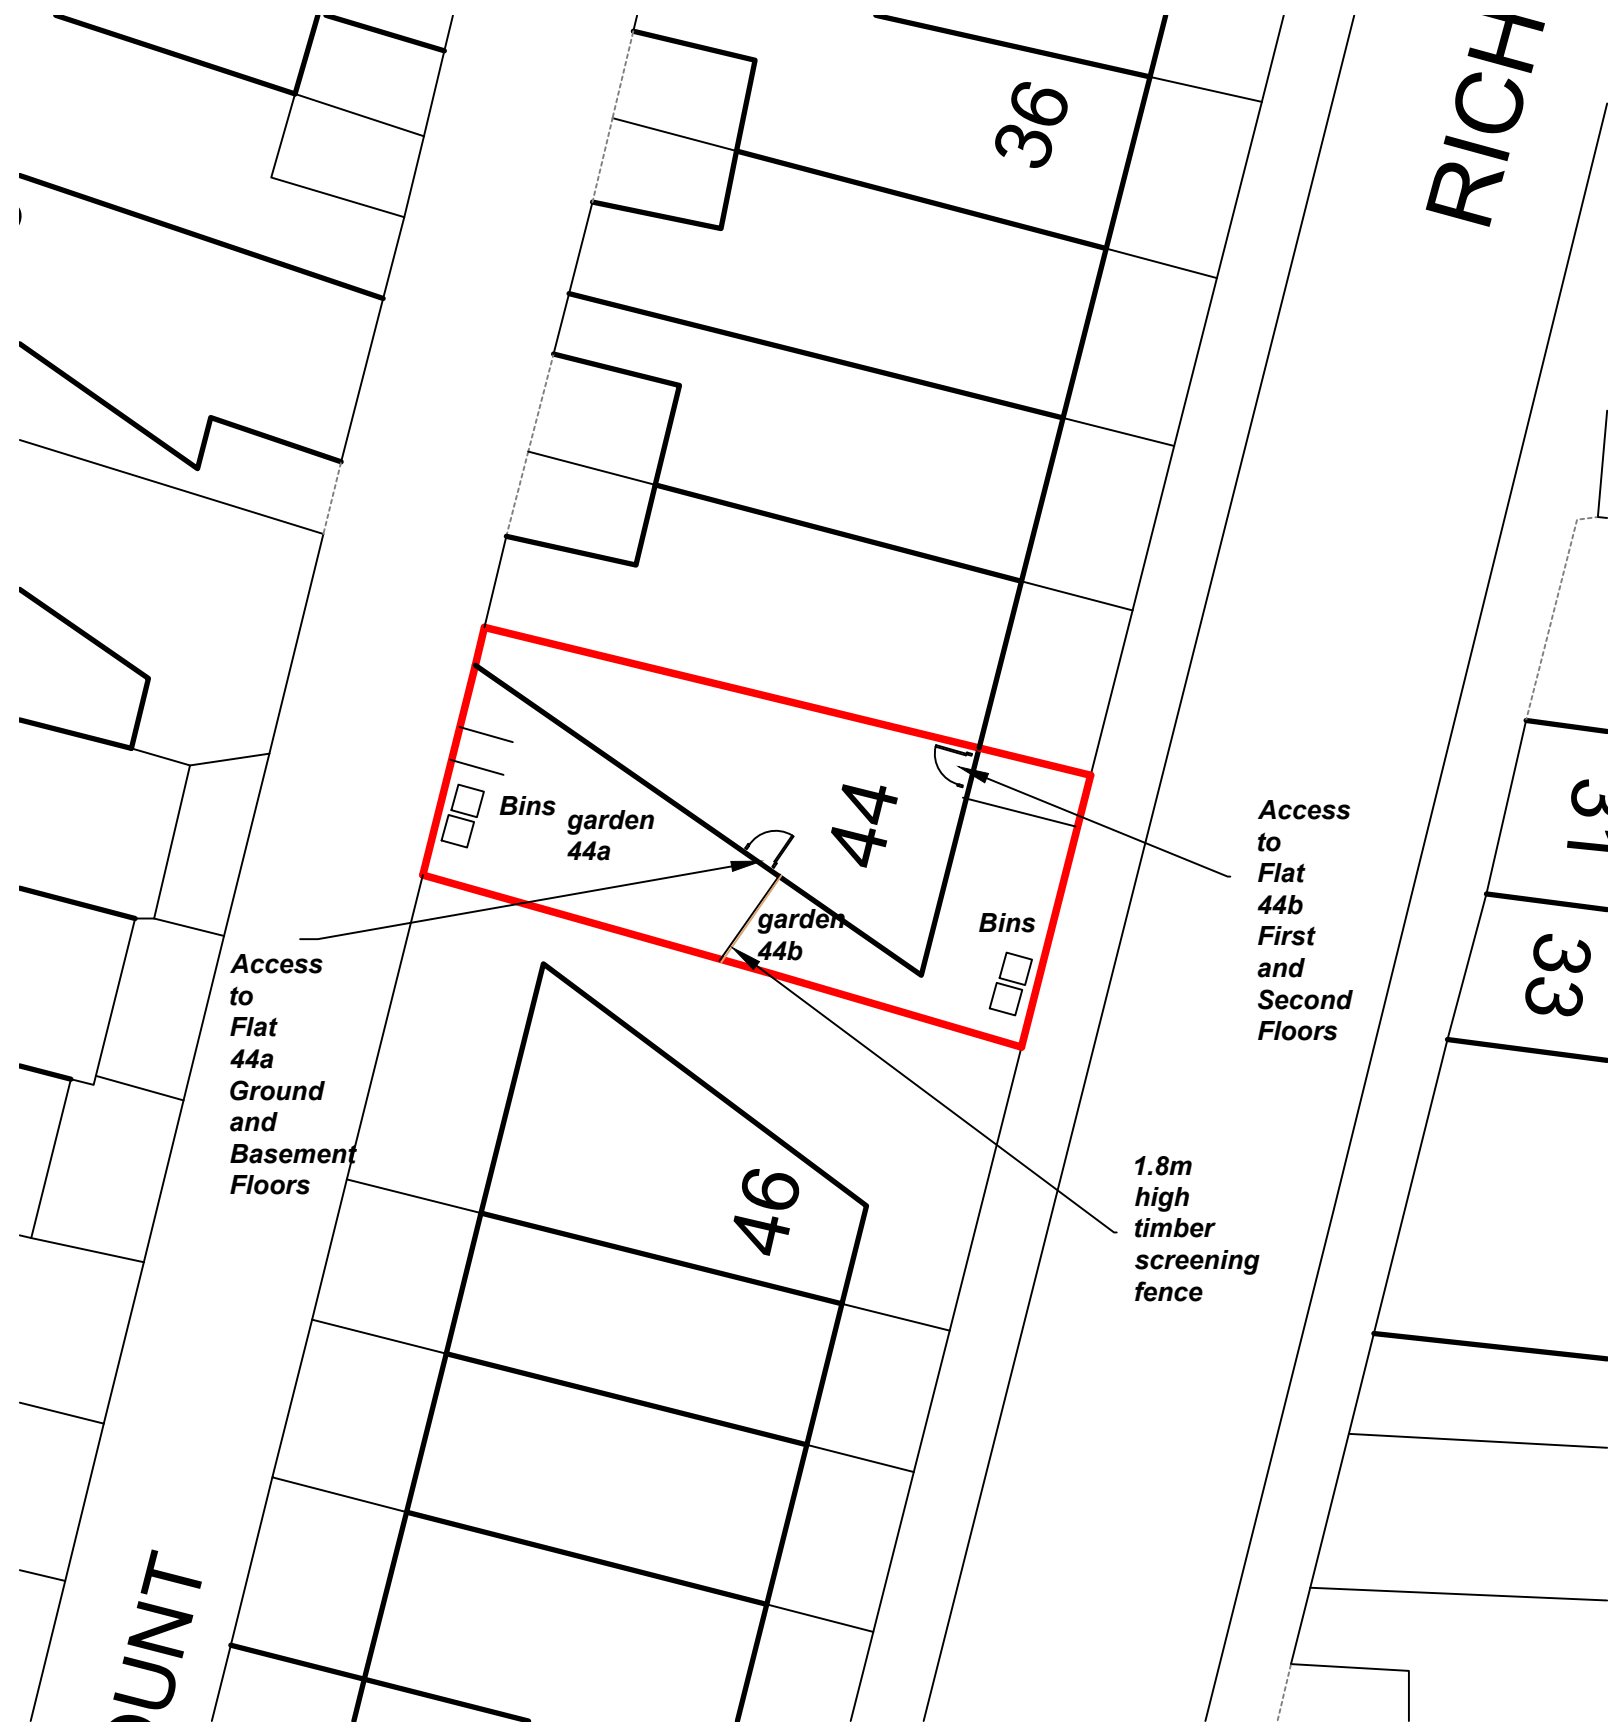 RICH
36
44
Bins
garden
44a
garden
44b
Bins
Access
to
Flat
44b
First
and
Second
Floors
Access
to
Flat
44a
Ground
and
Basement
Floors
33
46
1.8m
high
timber
screening
fence
OUNT